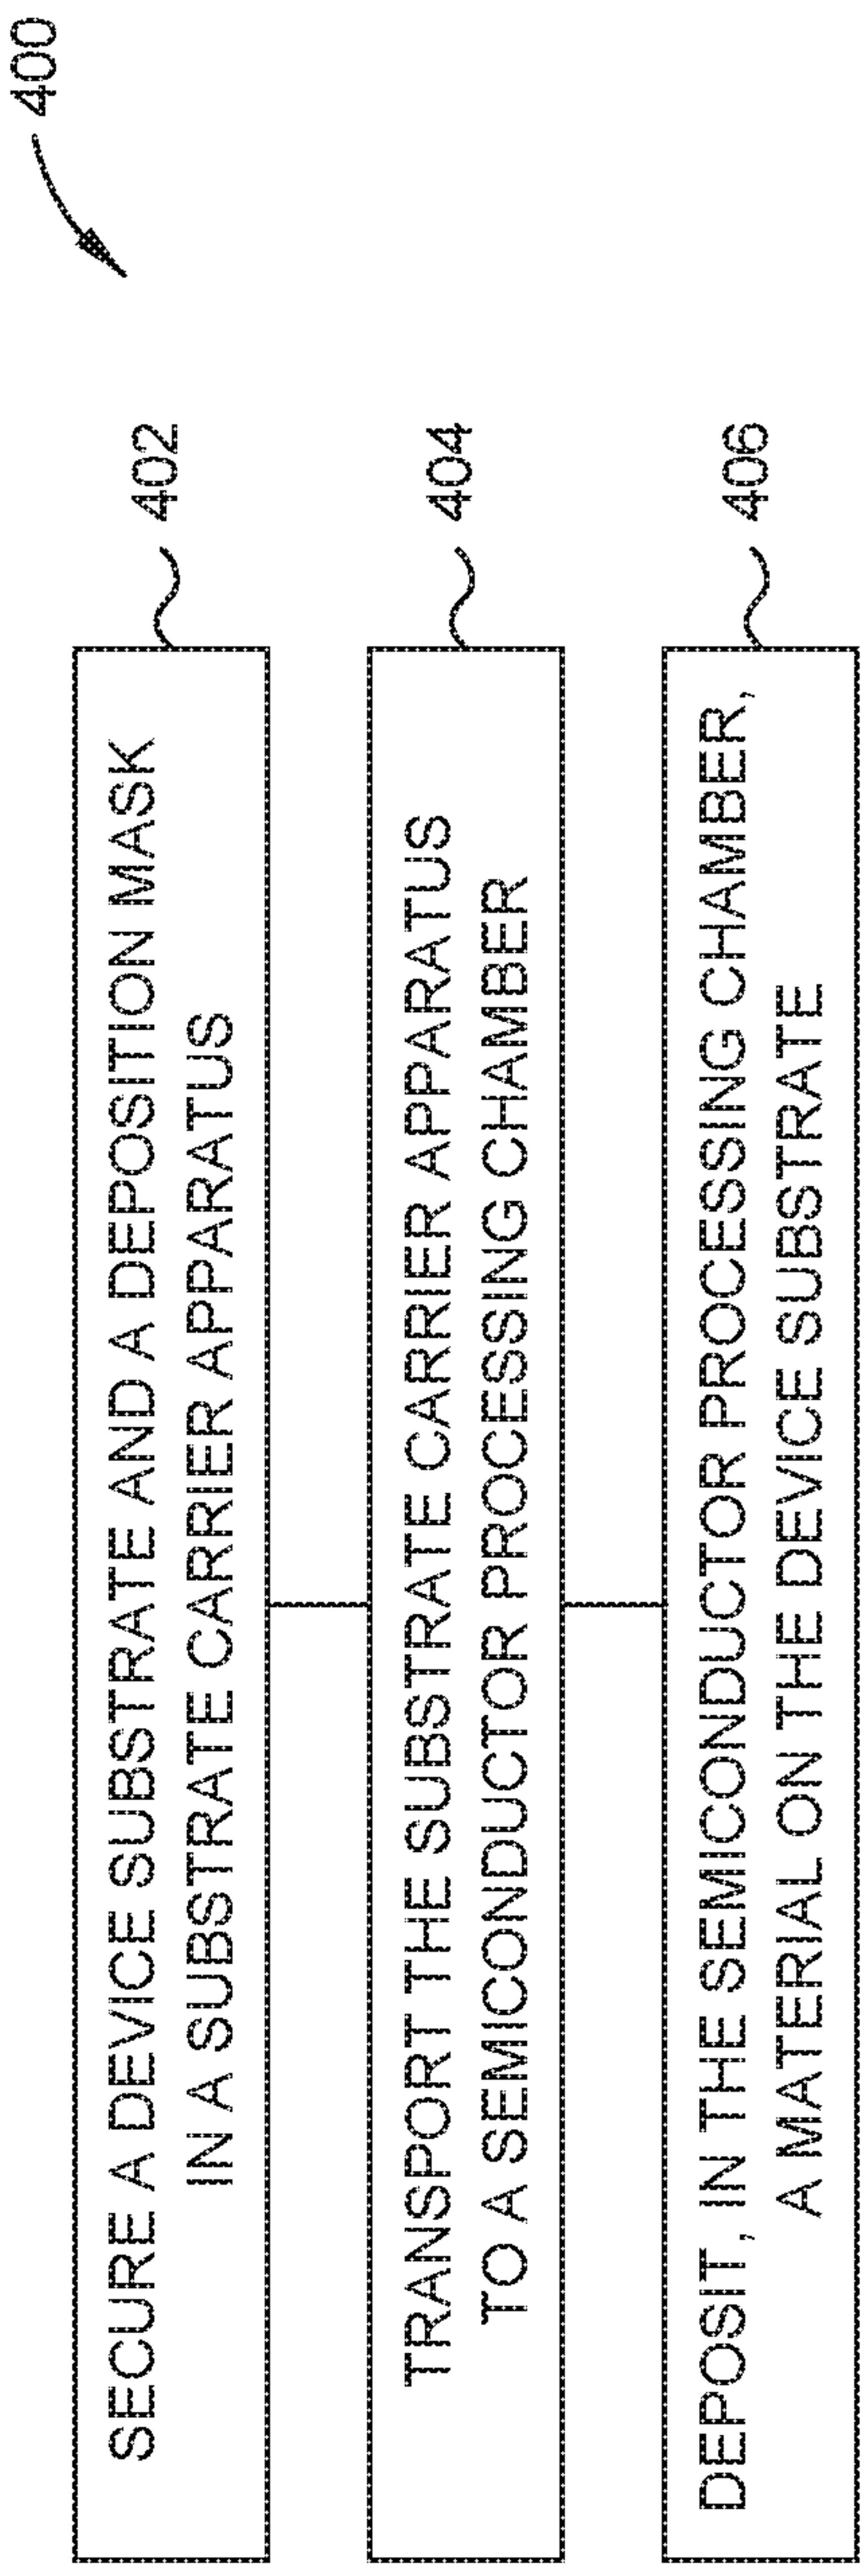 400
SECURE A DEVICE SUBSTRATE AND A DEPOSITION MASK
IN A SUBSTRATE CARRIER APPARATUS
402
TRANSPORT THE SUBSTRATE CARRIER APPARATUS
TO A SEMICONDUCTOR PROCESSING CHAMBER
404
DEPOSIT, IN THE SEMICONDUCTOR PROCESSING CHAMBER,
A MATERIAL ON THE DEVICE SUBSTRATE
406